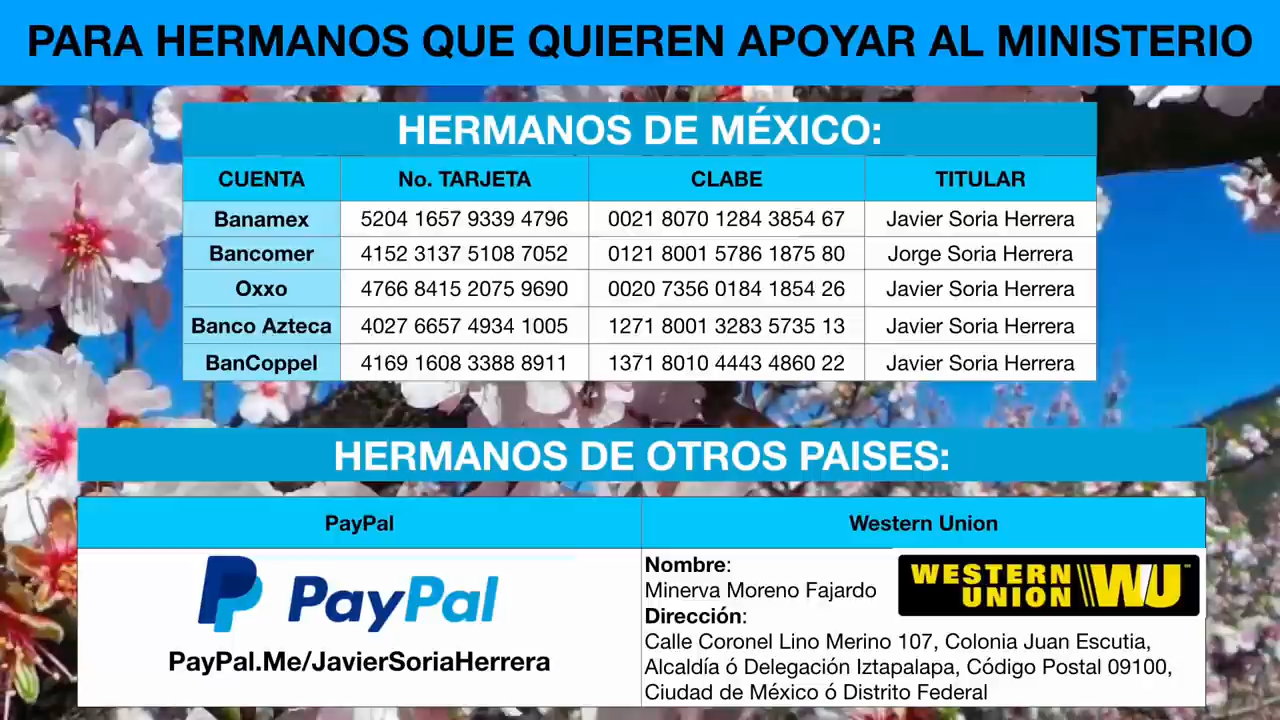 PARA HERMANOS QUE QUIEREN APOYAR AL MINISTERIO
HERMANOS DE MÉXICO:
CUENTA No. TARJETA CLABE TITULAR
Banamex 5204 1657 9339 4796 0021 8070 1284 3854 67 Javier Soria Herrera
Bancomer 4152 3137 5108 7052 0121 8001 5786 1875 80 Jorge Soria Herrera
Oxxo 4766 8415 2075 9690 0020 7356 0184 1854 26 Javier Soria Herrera
Banco Azteca 4027 6657 4934 1005 1271 8001 3283 5735 13 Javier Soria Herrera
BanCoppel 4169 1608 3388 8911 1371 8010 4443 4860 22 Javier Soria Herrera
HERMANOS DE OTROS PAISES:
PayPal Western Union
PayPal
PayPal.Me/JavierSoriaHerrera
Nombre:
Minerva Moreno Fajardo
WESTERN
UNION WU
Dirección:
Calle Coronel Lino Merino 107, Colonia Juan Escutia,
Alcaldía ó Delegación Iztapalapa, Código Postal 09100,
Ciudad de México ó Distrito Federal